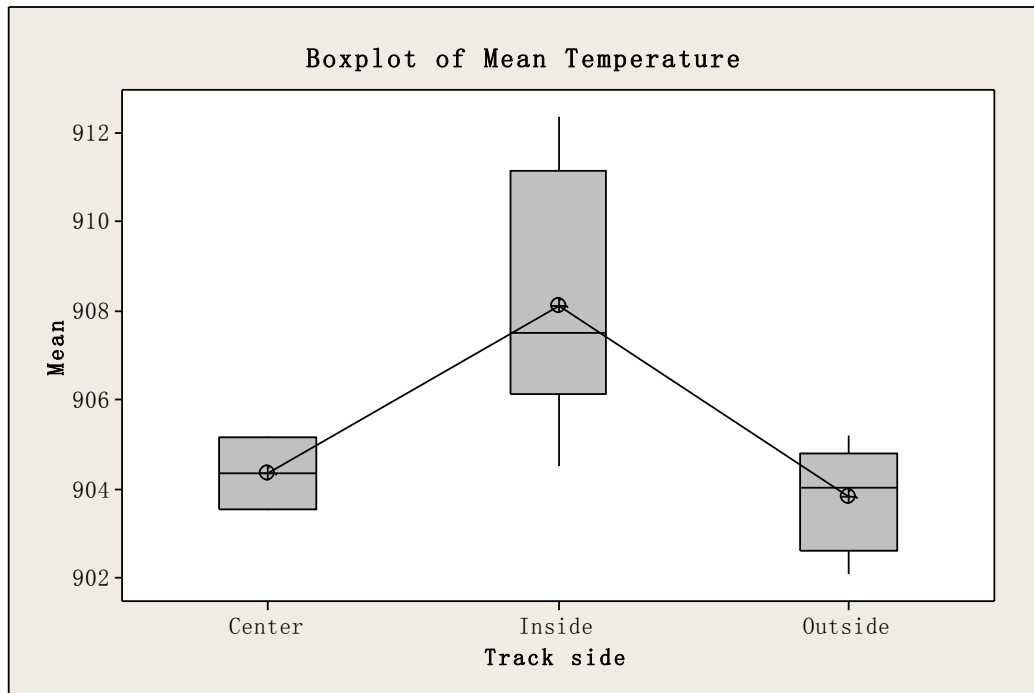 Boxplot of Mean Temperature
912
910
908
906
904
902
Mean
Center Inside Outside
Track side